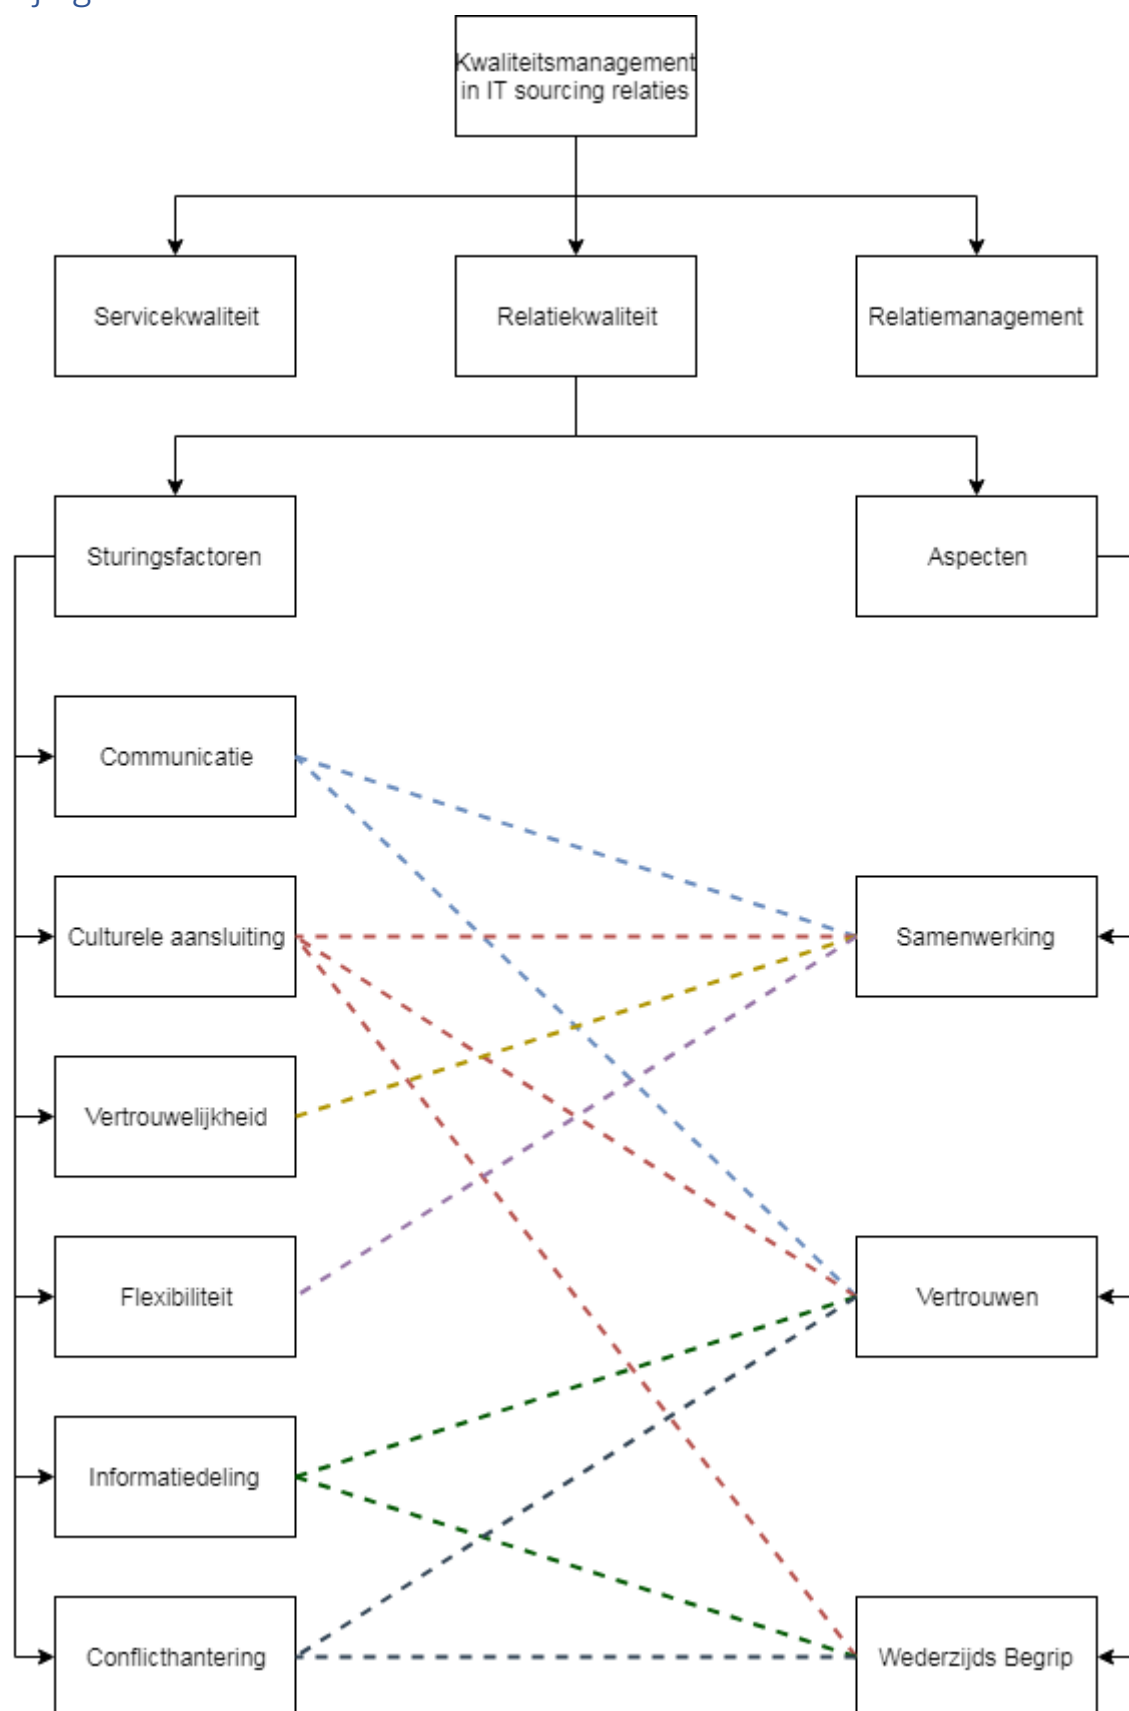 Kwaliteitsmanagement
in IT sourcing relaties
Servicekwaliteit
Relatiekwaliteit
Relatiemanagement
Sturingsfactoren
Aspecten
Communicatie
Culturele aansluiting
Samenwerking
Vertrouwelijkheid
Flexibiliteit
Vertrouwen
Informatiedeling
Conflicthantering
Wederzijds Begrip